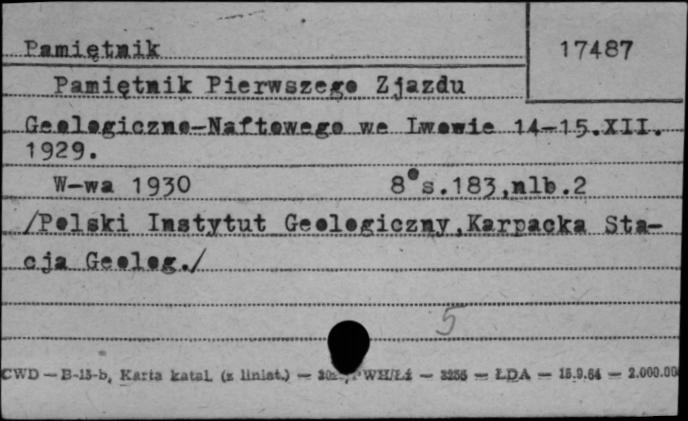 Pamiętnik
17487
Pamiętnik Pierwszego Zjazdu
Geologiczno-Naftowego we Lwowie 14-15.XII.
1929.
W-wa 1930 8°s.183,nlb.2
/Polski Instytut Geologiczny,Karpacka Sta-
cja Geolog./
5
CWD — B-15-b, Karta katal. (z liniat.) — PWH/Łź — 3256 — ŁDA — 15.9.64 — 2.000.00